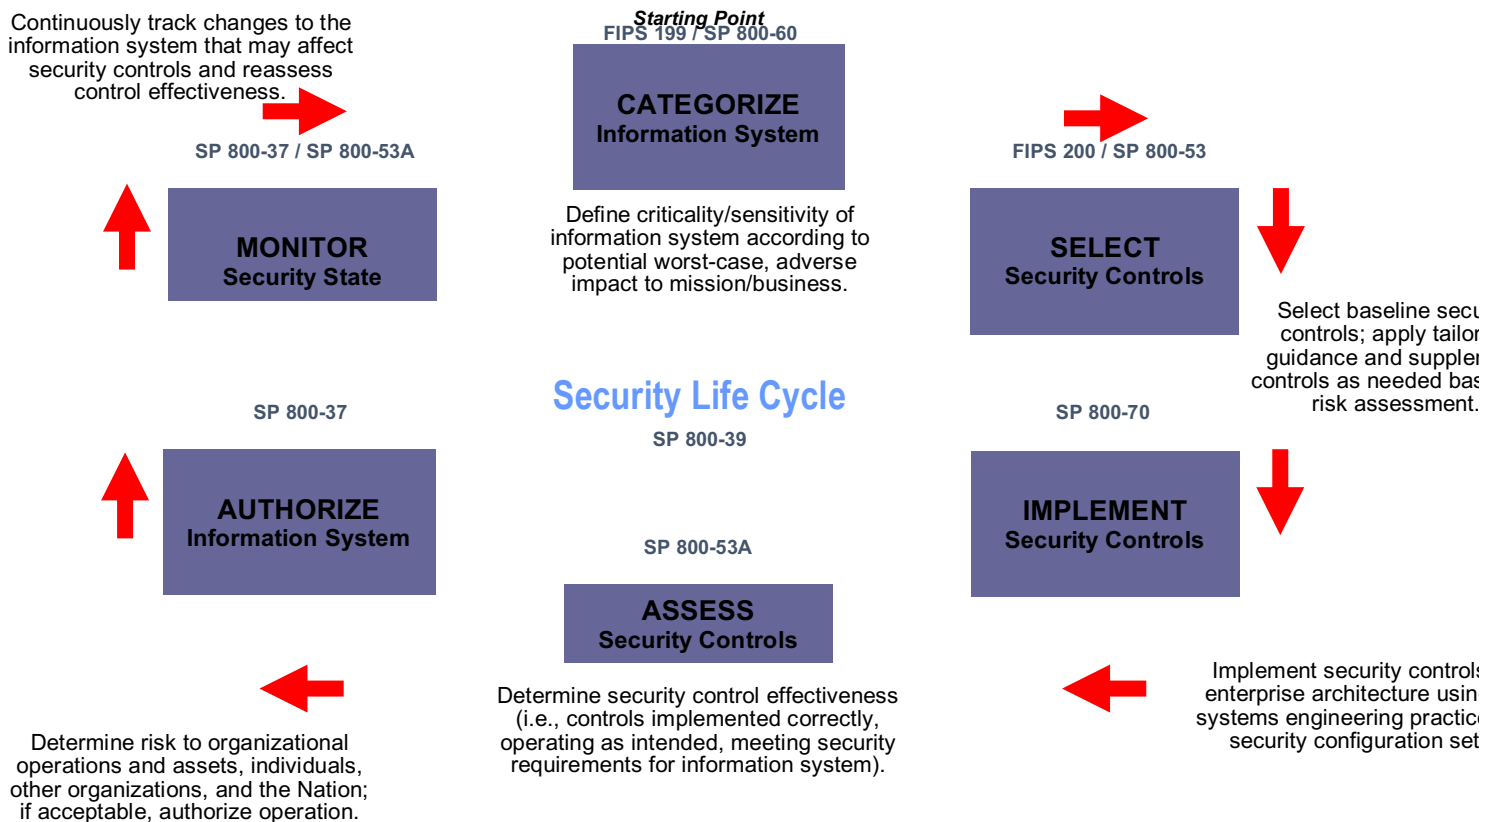 Starting Point
FIPS 199 / SP 800-60
CATEGORIZE
Information System
Define criticality/sensitivity of
information system according to
potential worst-case, adverse
impact to mission/business.
FIPS 200 / SP 800-53
SELECT
Security Controls
Select baseline
controls; apply
guidance and
controls as needed
risk assessment.
SP 800-70
IMPLEMENT
Security Controls
Implement security controls
enterprise architecture
systems engineering
security configuration
SP 800-53A
ASSESS
Security Controls
Determine security control effectiveness
(i.e., controls implemented correctly,
operating as intended, meeting security
requirements for information system).
SP 800-37
AUTHORIZE
Information System
Determine risk to organizational
operations and assets, individuals,
other organizations, and the Nation;
if acceptable, authorize operation.
Continuously track changes to the
information system that may affect
security controls and reassess
control effectiveness.
SP 800-37 / SP 800-53A
MONITOR
Security State
Security Life Cycle
SP 800-39